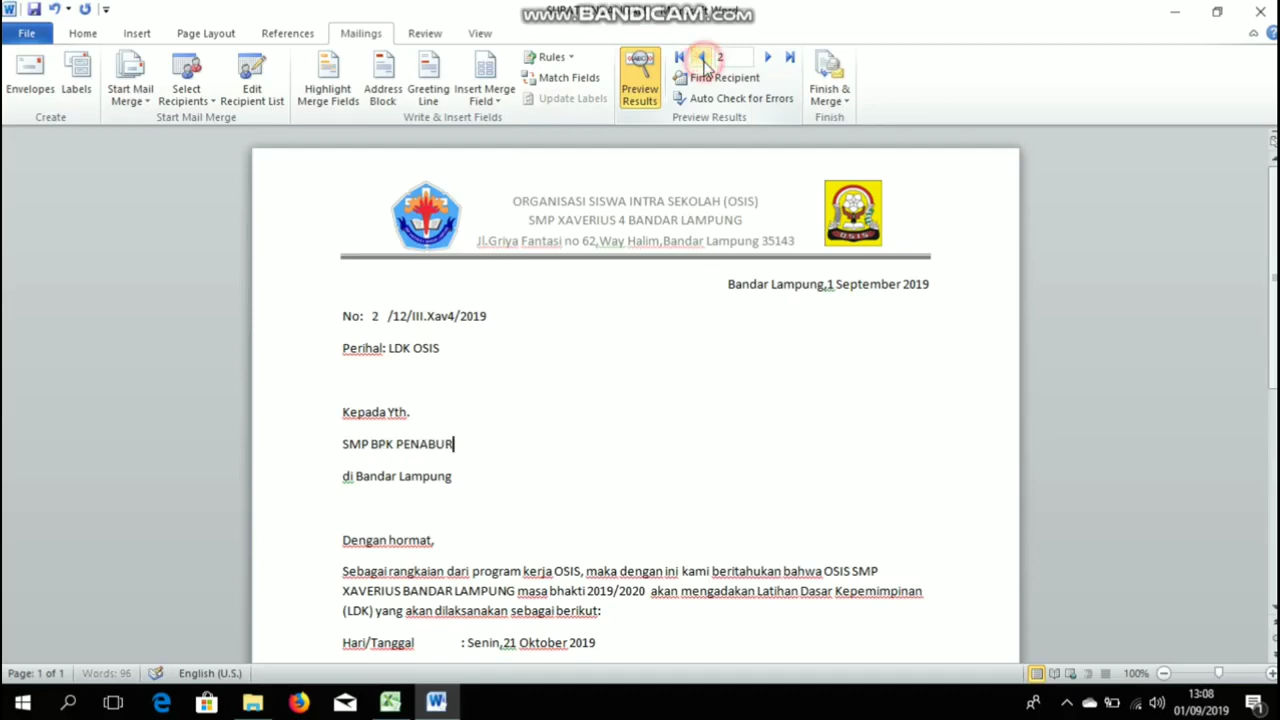 www.BANDICAM.com
File Home Insert Page Layout References Mailings Review View
Envelopes Labels Start Mail Merge Select Recipients Edit Recipient List Highlight Merge Fields Address Block Greeting Line Insert Merge Field Rules Match Fields Update Labels Preview Results 2 Find Recipient Auto Check for Errors Finish & Merge
Create Start Mail Merge Write & Insert Fields Preview Results Finish
ORGANISASI SISWA INTRA SEKOLAH (OSIS)
SMP XAVERIUS 4 BANDAR LAMPUNG
Jl.Griya Fantasi no 62,Way Halim,Bandar Lampung 35143
OSIS
Bandar Lampung,1 September 2019
No: 2 /12/III.Xav4/2019
Perihal: LDK OSIS
Kepada Yth.
SMP BPK PENABUR
di Bandar Lampung
Dengan hormat,
Sebagai rangkaian dari program kerja OSIS, maka dengan ini kami beritahukan bahwa OSIS SMP
XAVERIUS BANDAR LAMPUNG masa bhakti 2019/2020 akan mengadakan Latihan Dasar Kepemimpinan
(LDK) yang akan dilaksanakan sebagai berikut:
Hari/Tanggal : Senin,21 Oktober 2019
Page: 1 of 1 Words: 96 English (U.S.) 100%
13:08
01/09/2019